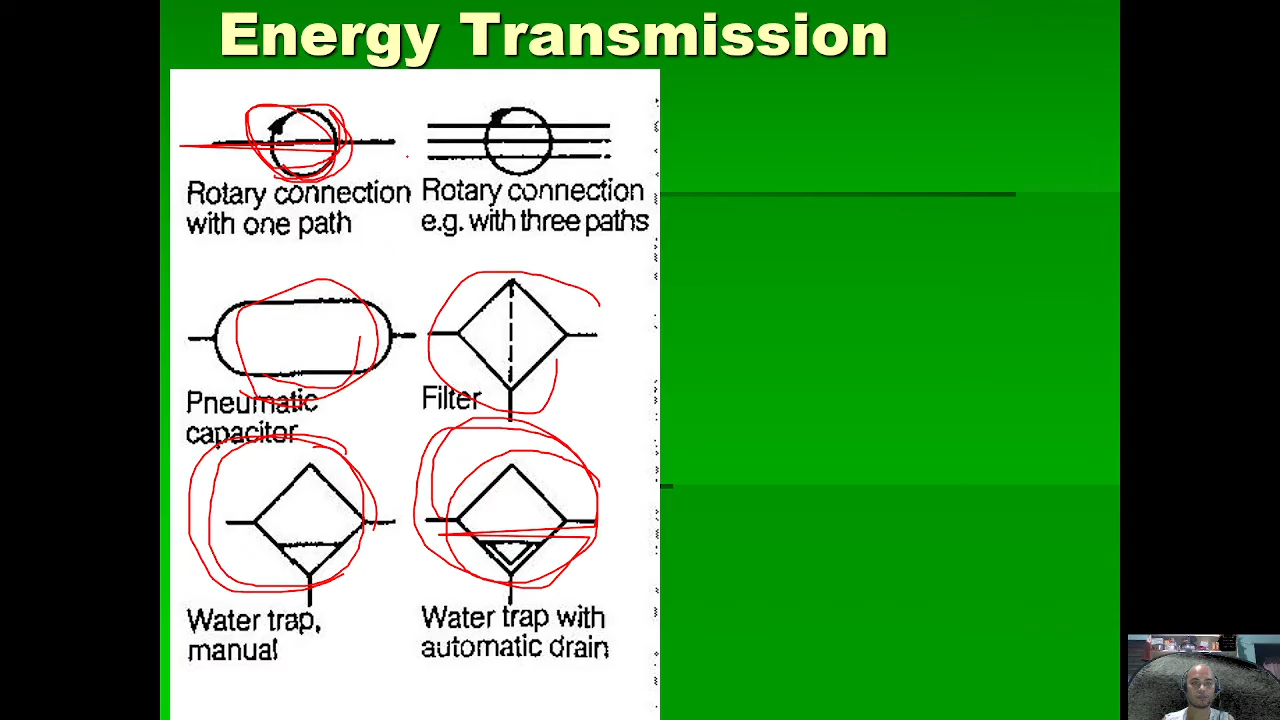 Energy Transmission
Rotary connection
with one path
Rotary connection
e.g. with three paths
Pneumatic
capacitor
Filter
Water trap,
manual
Water trap with
automatic drain